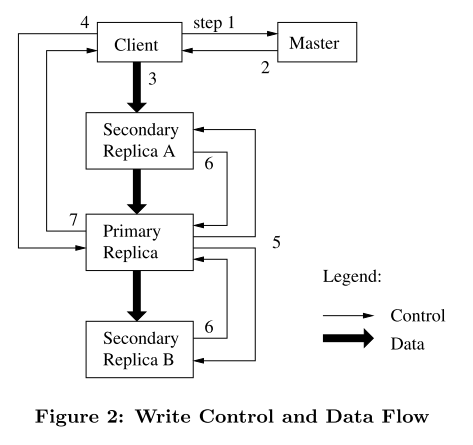 4
step 1
Client
Master
2
3
Secondary
Replica A
6
7
Primary
Replica
5
Legend:
Control
Data
6
Secondary
Replica B
Figure 2: Write Control and Data Flow